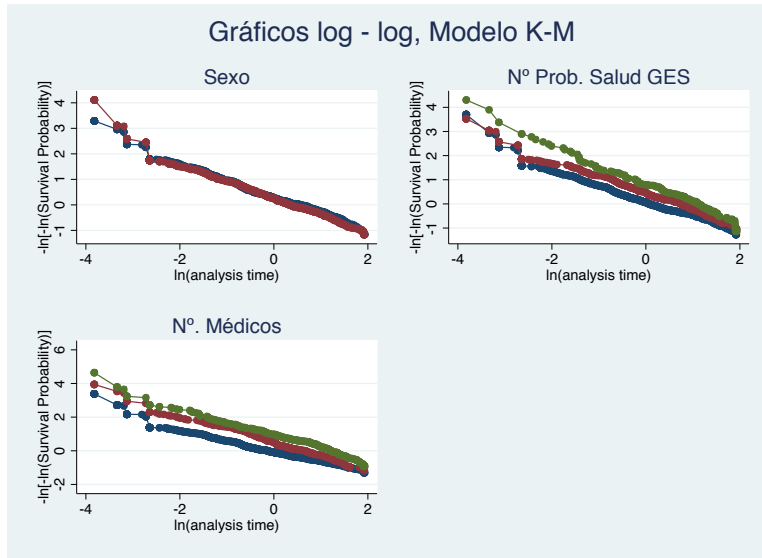 Gráficos log - log, Modelo K-M
Sexo
-ln[-ln(Survival Probability)]
4
3
2
1
0
-1
-4
-2
0
2
ln(analysis time)
Nº Prob. Salud GES
-ln[-ln(Survival Probability)]
4
3
2
1
0
-1
-4
-2
0
2
ln(analysis time)
Nº. Médicos
-ln[-ln(Survival Probability)]
6
4
2
0
-2
-4
-2
0
2
ln(analysis time)